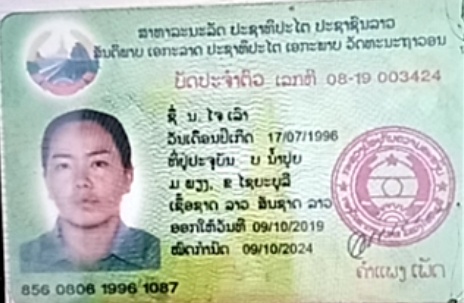 ສາທາລະນະລັດ ປະຊາທິປະໄຕ ປະຊາຊົນລາວ
ສັນຕິພາບ ເອກະລາດ ປະຊາທິປະໄຕ ເອກະພາບ ວັດທະນະຖາວອນ
ບັດປະຈຳຕົວ ເລກທີ 08-19 003424
ຊື່ ນ. ໄຈ ເລົາ
ວັນເດືອນປີເກີດ 17/07/1996
ທີ່ຢູ່ປະຈຸບັນ ບ ນ້ຳປຸຍ
ມ ພຽງ, ຂ ໄຊຍະບູລີ
ເຊື້ອຊາດ ລາວ ສັນຊາດ ລາວ
ອອກໃຫ້ວັນທີ 09/10/2019
ໝົດກຳນົດ 09/10/2024
ຄຳແພງ
856 0806 1996 1087